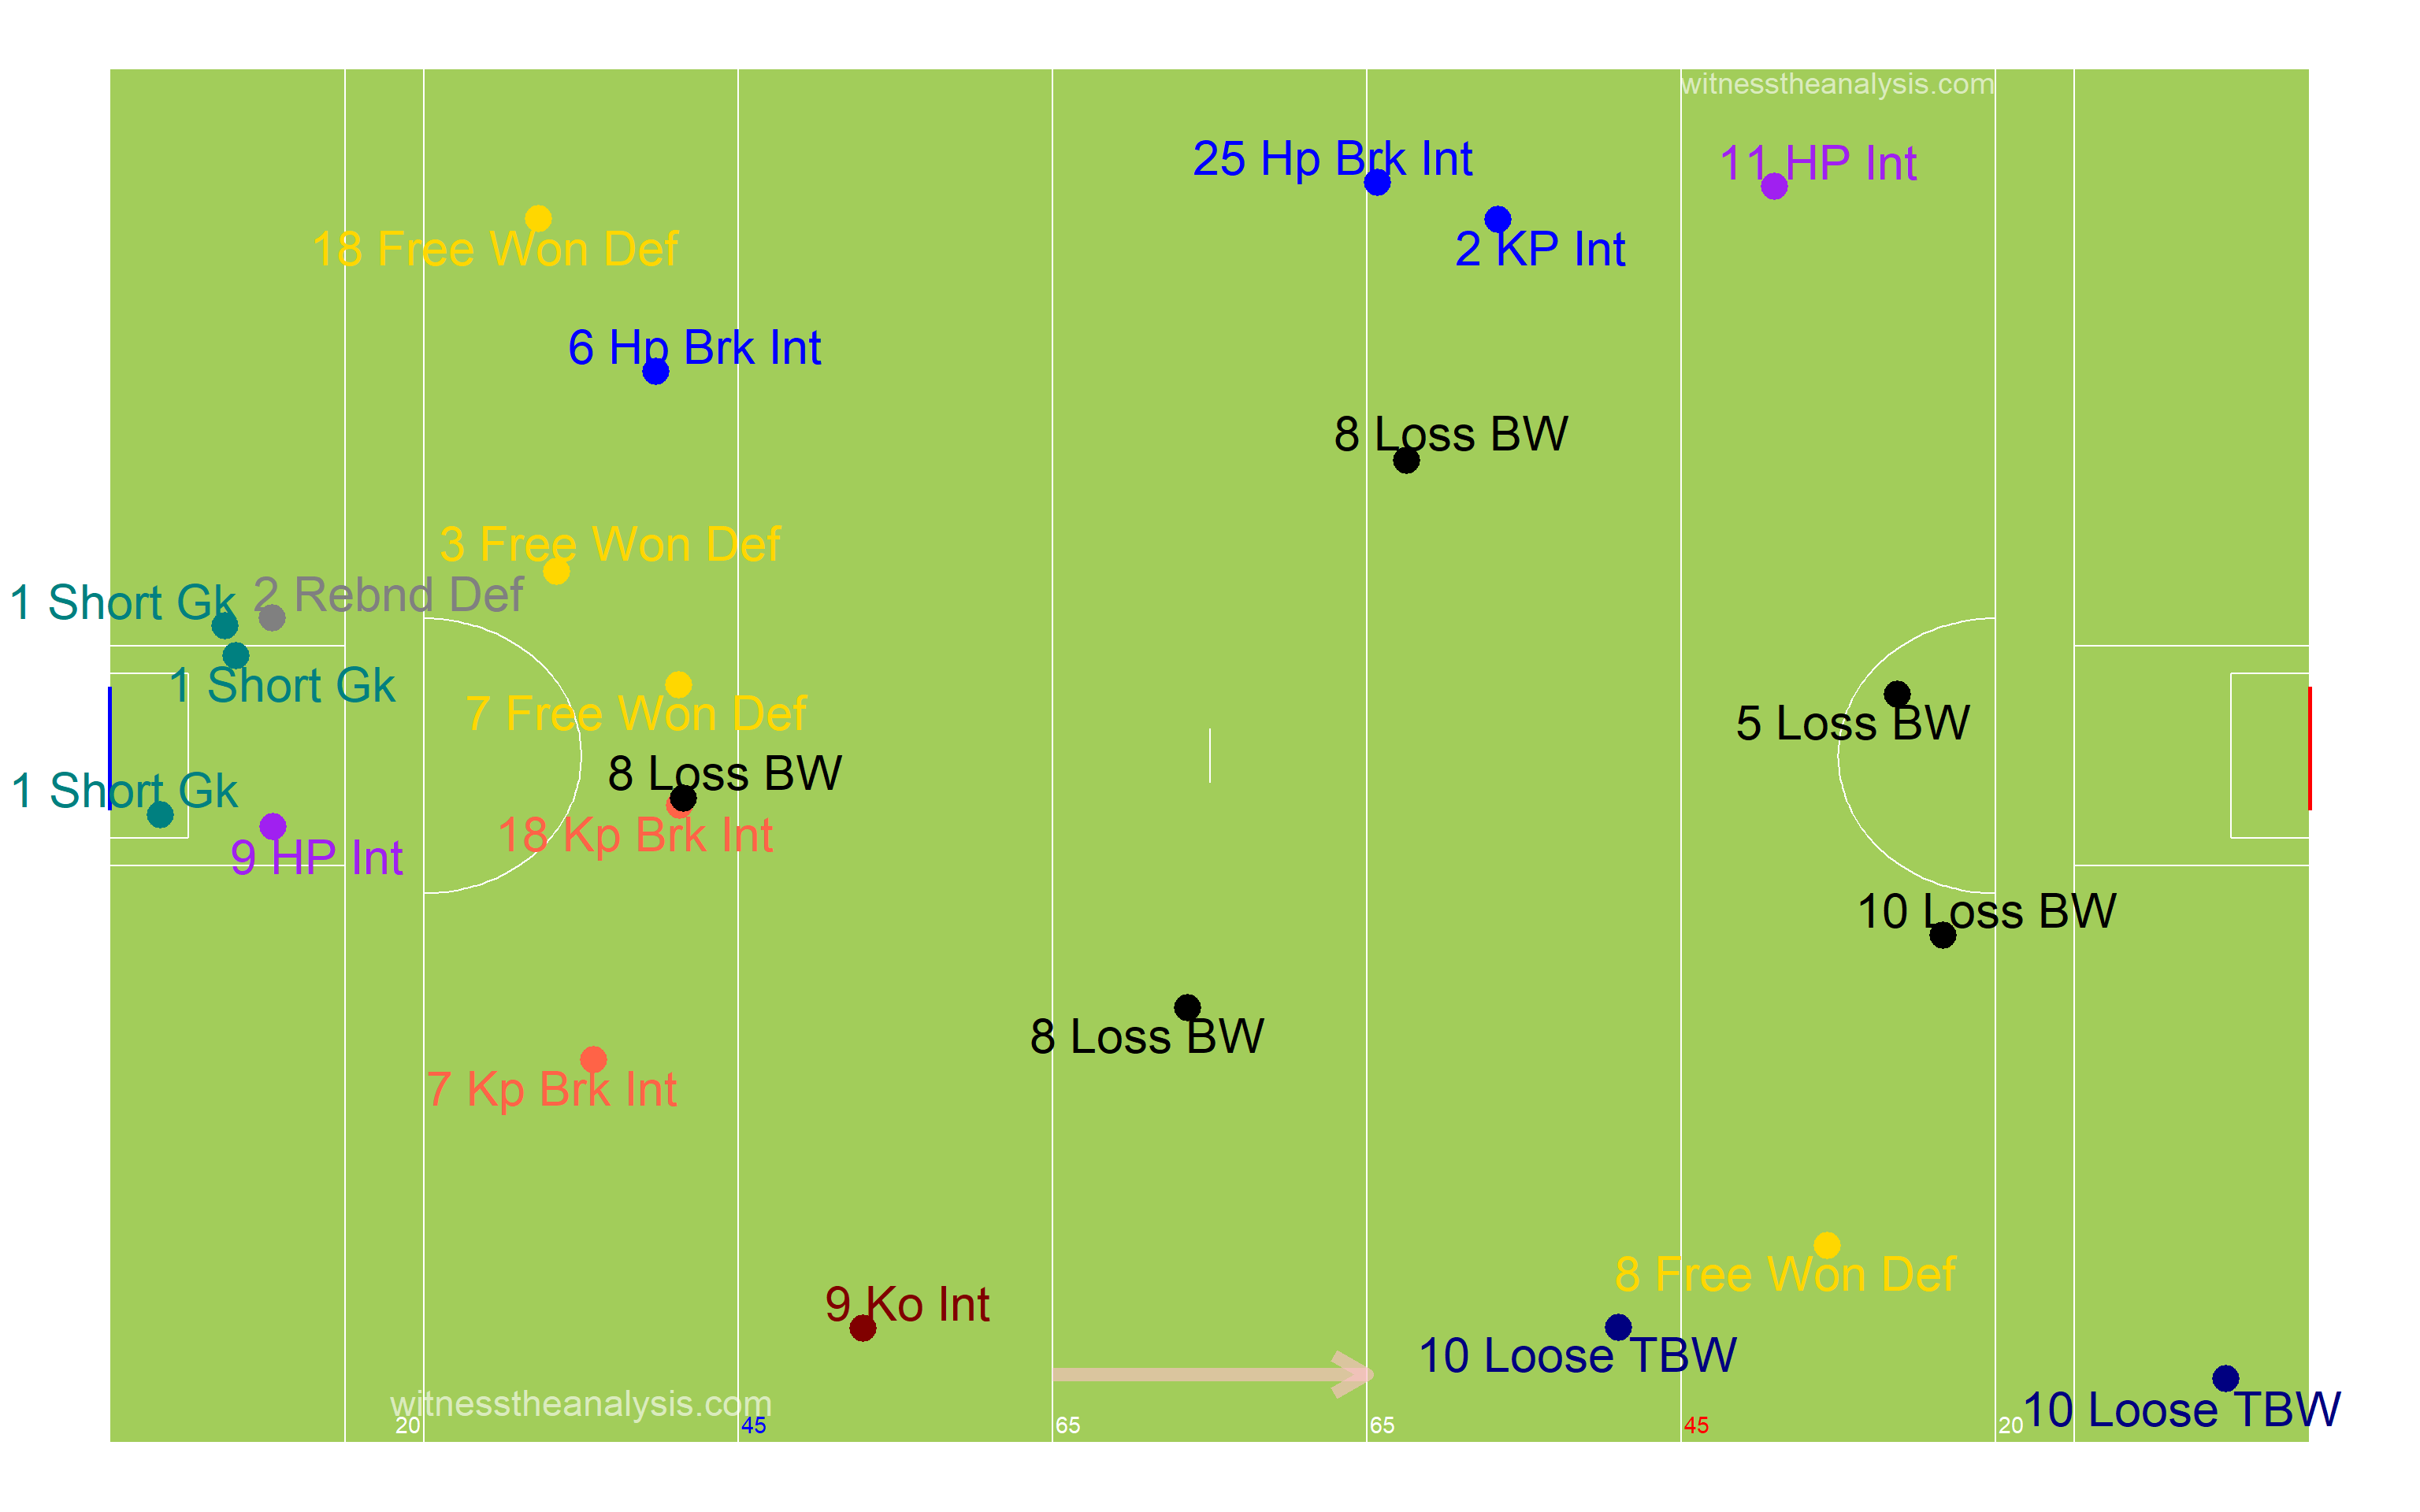 witnesstheanalysis.com
25 Hp Brk Int
11 HP Int
18 Free Won Def
2 KP Int
6 Hp Brk Int
8 Loss BW
3 Free Won Def
1 Short Gk
2 Rebnd Def
1 Short Gk
7 Free Won Def
5 Loss BW
8 Loss BW
1 Short Gk
18 Kp Brk Int
9 HP Int
10 Loss BW
8 Loss BW
7 Kp Brk Int
8 Free Won Def
9 Ko Int
10 Loose TBW
witnesstheanalysis.com
10 Loose TBW
20
45
65
65
45
20